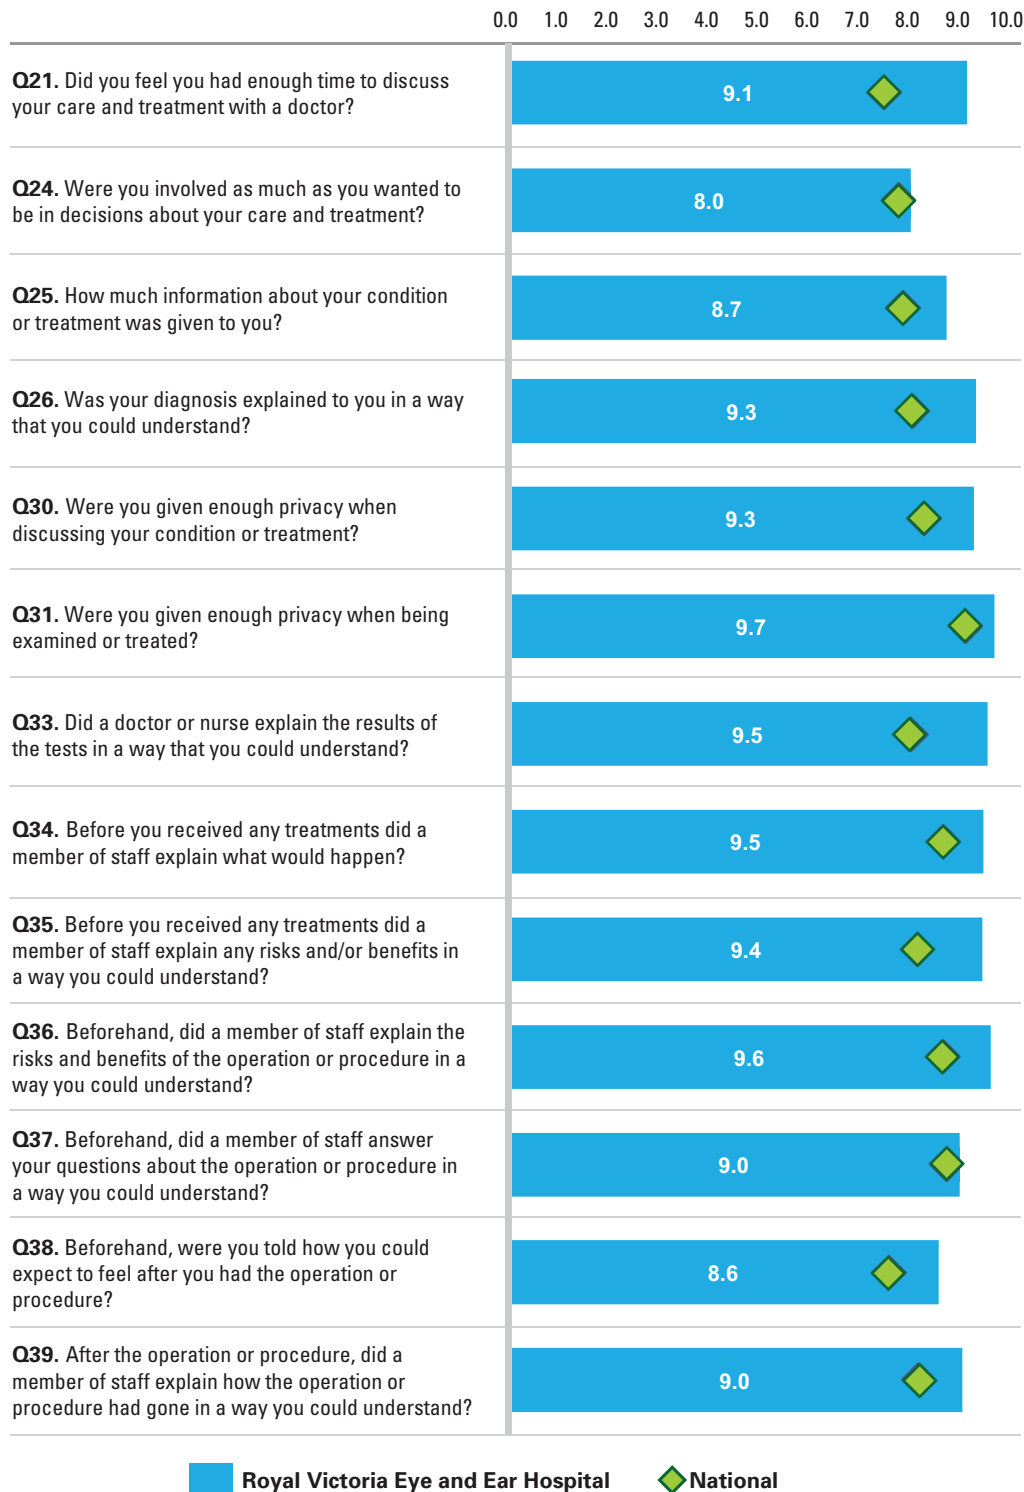 0.0 1.0 2.0 3.0 4.0 5.0 6.0 7.0 8.0 9.0 10.0
Q21. Did you feel you had enough time to discuss
your care and treatment with a doctor?
9.1
Q24. Were you involved as much as you wanted to
be in decisions about your care and treatment?
8.0
Q25. How much information about your condition
or treatment was given to you?
8.7
Q26. Was your diagnosis explained to you in a way
that you could understand?
9.3
Q30. Were you given enough privacy when
discussing your condition or treatment?
9.3
Q31. Were you given enough privacy when being
examined or treated?
9.7
Q33. Did a doctor or nurse explain the results of
the tests in a way that you could understand?
9.5
Q34. Before you received any treatments did a
member of staff explain what would happen?
9.5
Q35. Before you received any treatments did a
member of staff explain any risks and/or benefits in
a way you could understand?
9.4
Q36. Beforehand, did a member of staff explain the
risks and benefits of the operation or procedure in a
way you could understand?
9.6
Q37. Beforehand, did a member of staff answer
your questions about the operation or procedure in
a way you could understand?
9.0
Q38. Beforehand, were you told how you could
expect to feel after you had the operation or
procedure?
8.6
Q39. After the operation or procedure, did a
member of staff explain how the operation or
procedure had gone in a way you could understand?
9.0
Royal Victoria Eye and Ear Hospital National